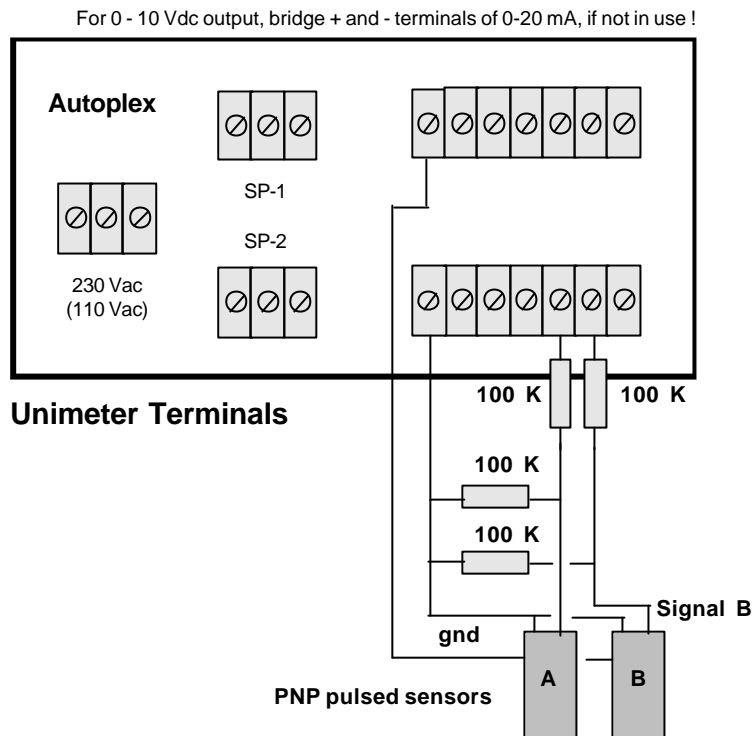 For 0 - 10 Vdc output, bridge + and - terminals of 0-20 mA, if not in use !
Autoplex
SP-1
SP-2
230 Vac
(110 Vac)
100 K
100 K
Unimeter Terminals
100 K
100 K
Signal B
gnd
A
B
PNP pulsed sensors